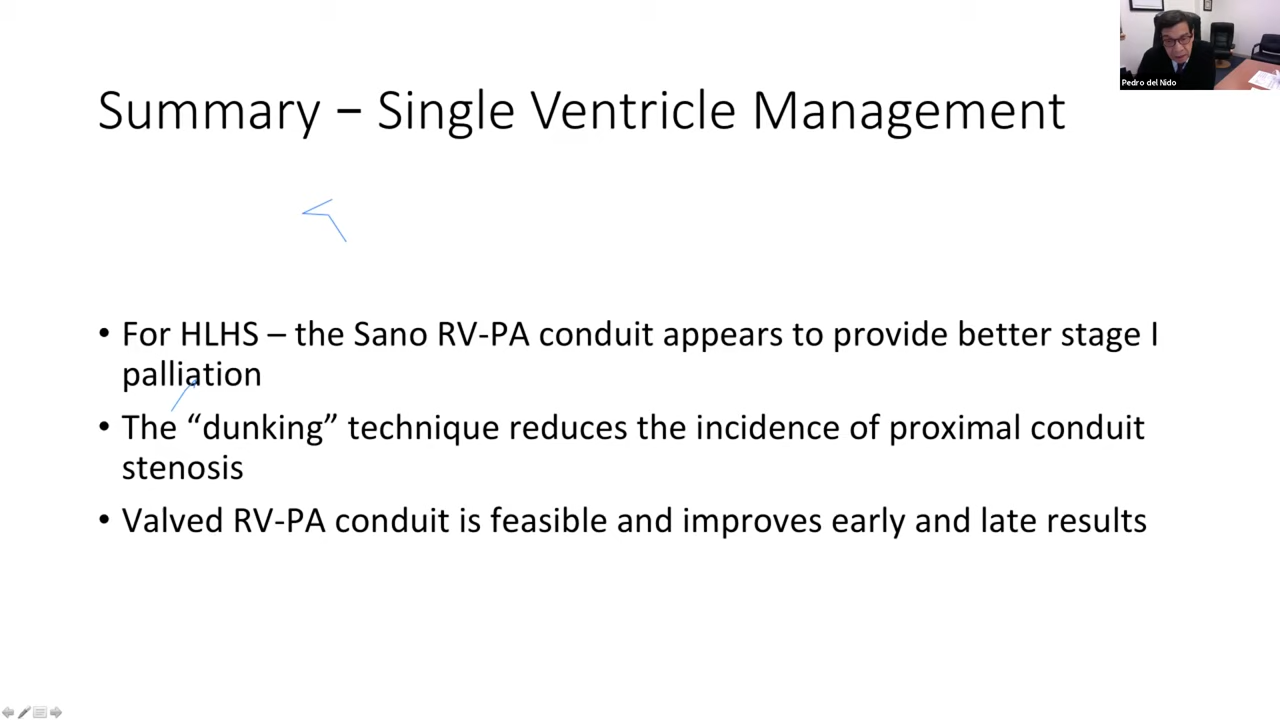 Pedro del Nido
Summary – Single Ventricle Management
• For HLHS – the Sano RV-PA conduit appears to provide better stage I
palliation
• The “dunking” technique reduces the incidence of proximal conduit
stenosis
• Valved RV-PA conduit is feasible and improves early and late results